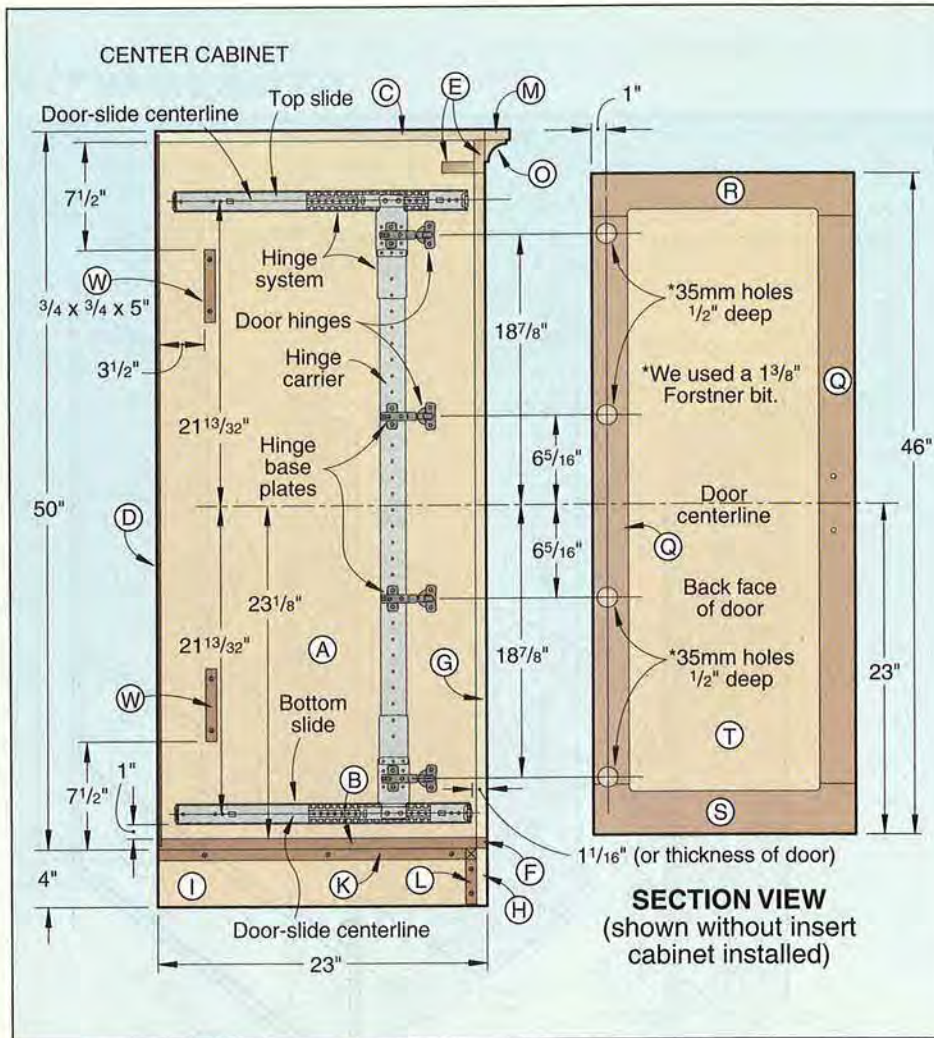 CENTER CABINET
Door-slide centerline
Top slide
C
E
M
1"
O
R
7 1/2"
W
3/4 x 3/4 x 5"
3 1/2"
Hinge
system
Door hinges
Hinge
carrier
18 7/8"
*35mm holes
1/2" deep
*We used a 1 3/8"
Forstner bit.
Q
21 13/32"
Hinge
base
plates
6 5/16"
46"
50"
D
Door
centerline
Q
6 5/16"
23 1/8"
Back face
of door
A
21 13/32"
G
18 7/8"
*35mm holes
1/2" deep
23"
W
Bottom
slide
T
B
1"
7 1/2"
S
1 1/16" (or thickness of door)
F
4"
I
K
L
H
Door-slide centerline
23"
SECTION VIEW
(shown without insert
cabinet installed)